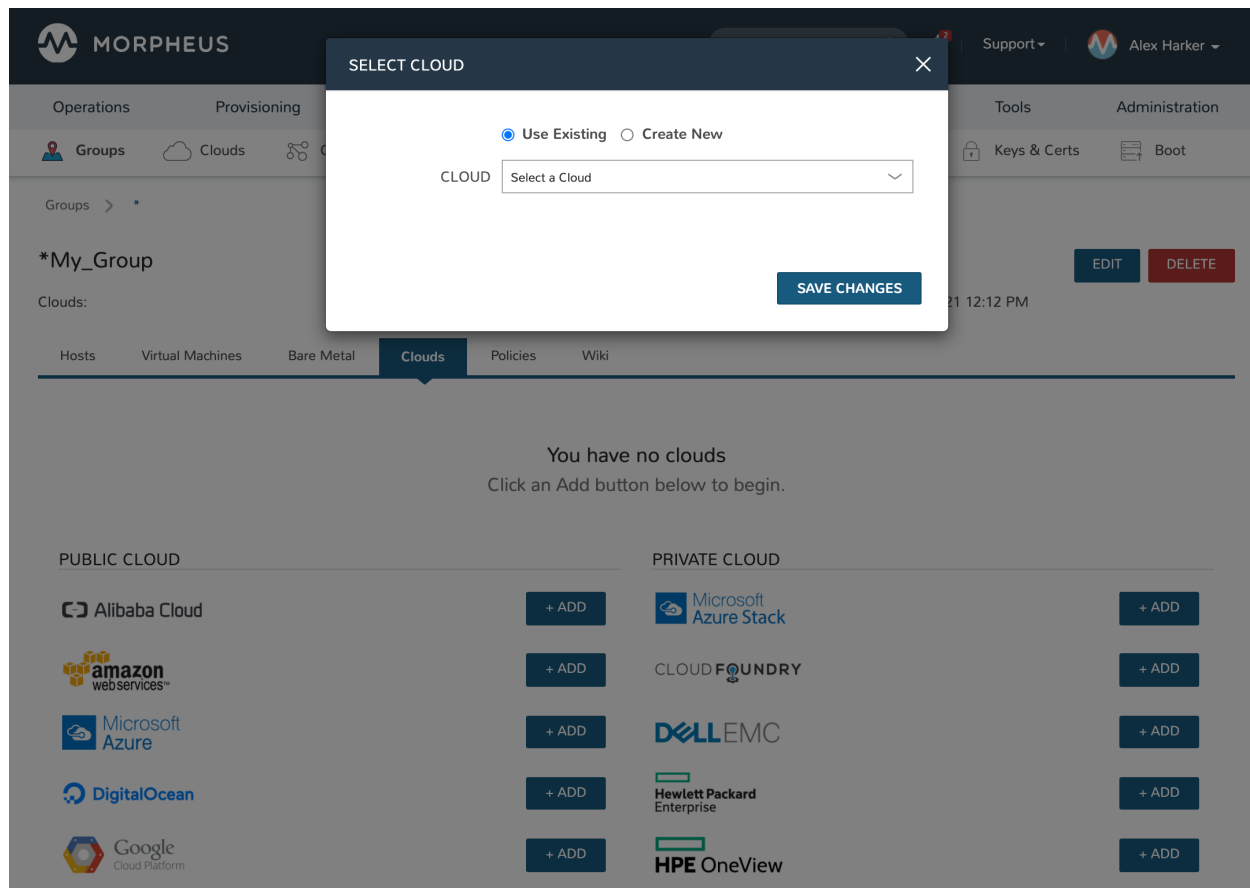 MORPHEUS
2
Support
Alex Harker
SELECT CLOUD
Operations
Provisioning
Tools
Administration
Groups
Clouds
Keys & Certs
Boot
Use Existing
Create New
CLOUD
Select a Cloud
Groups > *
*My_Group
EDIT
DELETE
Clouds:
SAVE CHANGES
21 12:12 PM
Hosts
Virtual Machines
Bare Metal
Clouds
Policies
Wiki
You have no clouds
Click an Add button below to begin.
PUBLIC CLOUD
Alibaba Cloud
+ ADD
amazon
webservices™
+ ADD
Microsoft
Azure
+ ADD
DigitalOcean
+ ADD
Google
Cloud Platform
+ ADD
PRIVATE CLOUD
Microsoft
Azure Stack
+ ADD
CLOUD FOUNDRY
+ ADD
DELL EMC
+ ADD
Hewlett Packard
Enterprise
+ ADD
HPE OneView
+ ADD